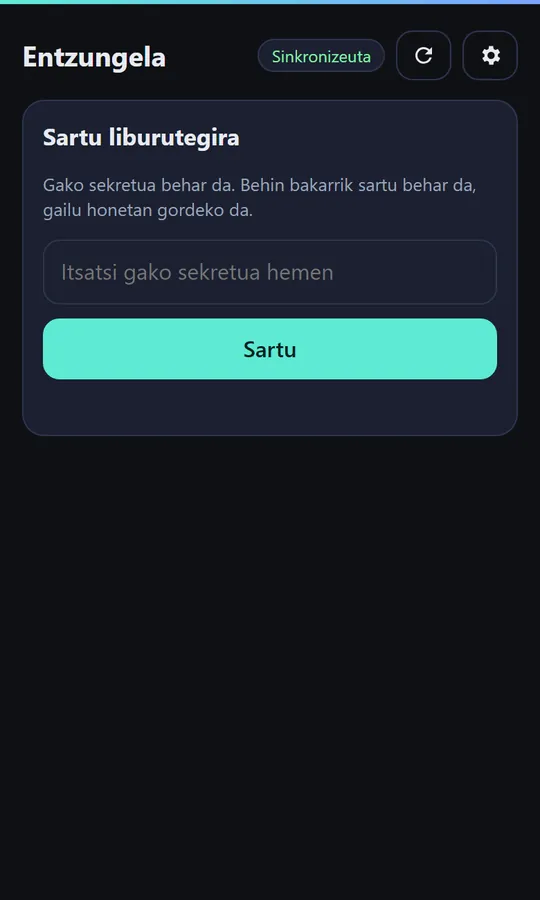 Entzungela
Sinkronizeuta
Sartu liburutegira
Gako sekretua behar da. Behin bakarrik sartu behar da,
gailu honetan gordeko da.
Itsatsi gako sekretua hemen
Sartu